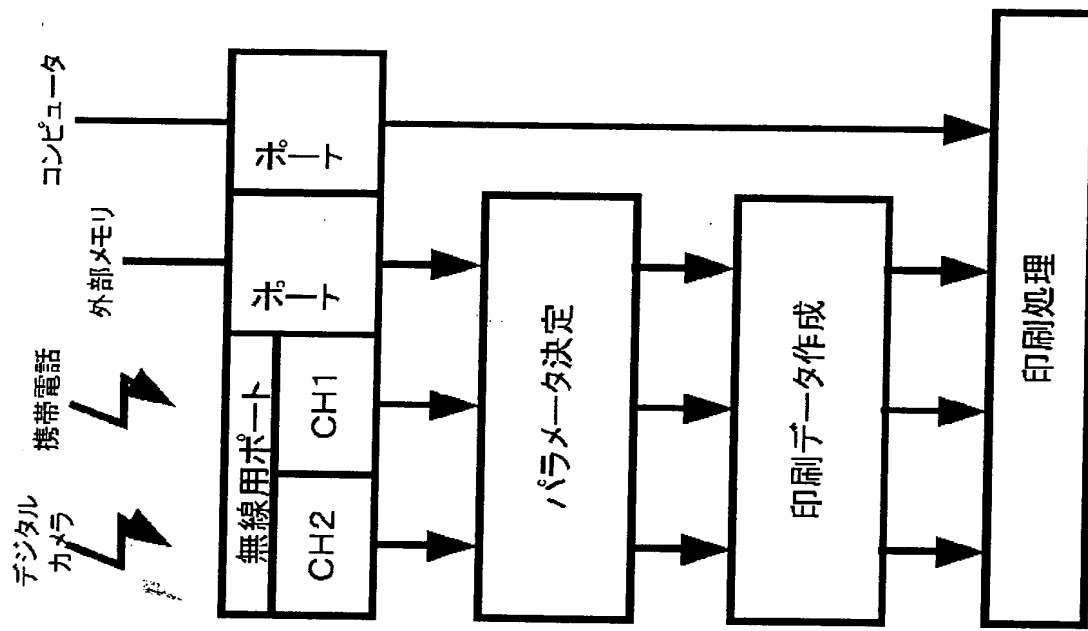 デジタル
カメラ
携帯電話
外部メモリ
コンピュータ
無線用ポート
CH2
CH1
ポート
ポート
パラメータ決定
印刷データ作成
印刷処理